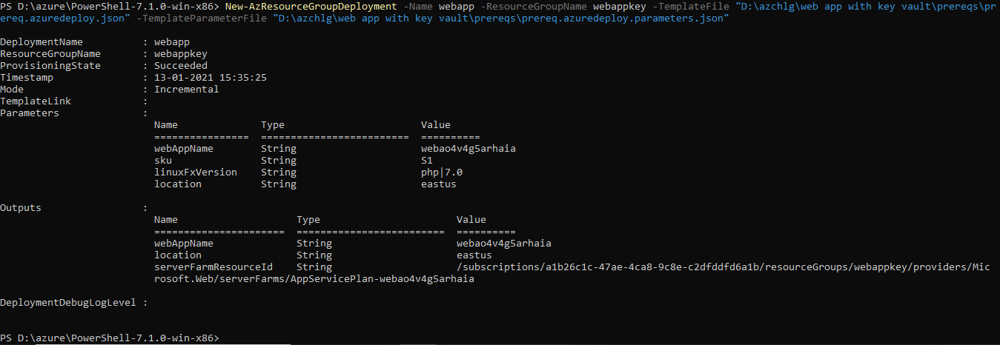 PS D:\azure\PowerShell-7.1.0-win-x86> New-AzResourceGroupDeployment -Name webapp -ResourceGroupName webappkey -TemplateFile "D:\azchlg\web app with key vault\prereqs\pr
ereq.azuredeploy.json" -TemplateParameterFile "D:\azchlg\web app with key vault\prereqs\prereq.azuredeploy.parameters.json"
DeploymentName          : webapp
ResourceGroupName       : webappkey
ProvisioningState       : Succeeded
Timestamp               : 13-01-2021 15:35:25
Mode                    : Incremental
TemplateLink            :
Parameters              :
                          Name              Type                       Value
                          ================  =========================  ==========
                          webAppName        String                     webao4v4g5arhaia
                          sku               String                     S1
                          linuxFxVersion    String                     php|7.0
                          location          String                     eastus
Outputs                 :
                          Name                    Type                       Value
                          ======================  =========================  ==========
                          webAppName              String                     webao4v4g5arhaia
                          location                String                     eastus
                          serverFarmResourceId    String                     /subscriptions/a1b26c1c-47ae-4ca8-9c8e-c2dfddfd6a1b/resourceGroups/webappkey/providers/Mic
                          rosoft.Web/serverFarms/AppServicePlan-webao4v4g5arhaia
DeploymentDebugLogLevel :
PS D:\azure\PowerShell-7.1.0-win-x86>